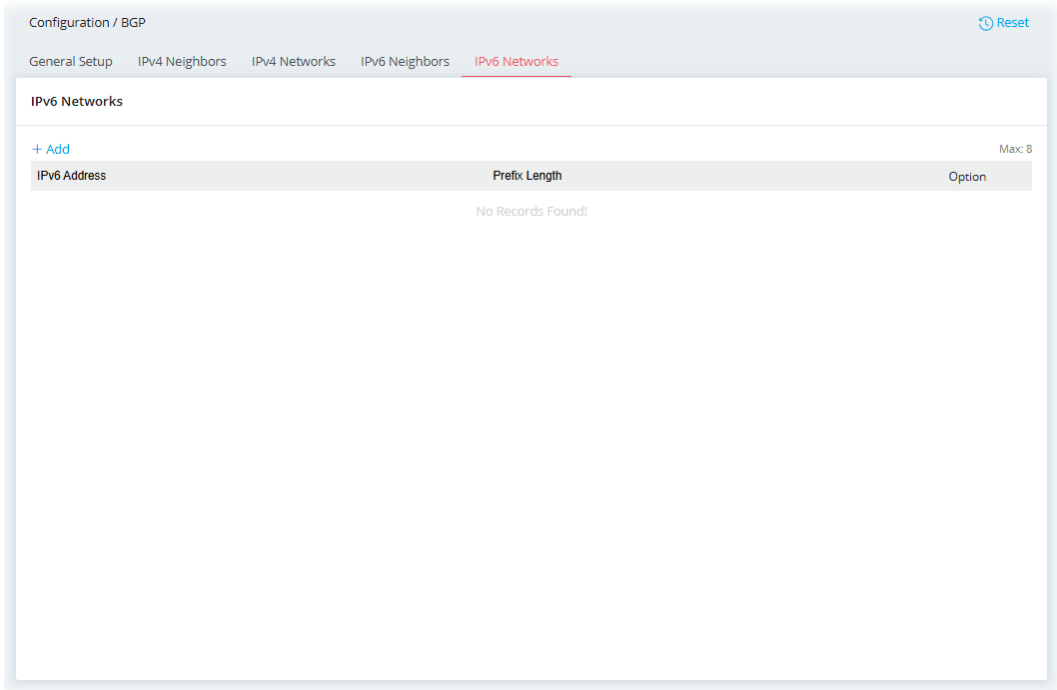 Configuration / BGP
Reset
General Setup IPv4 Neighbors IPv4 Networks IPv6 Neighbors IPv6 Networks
IPv6 Networks
+ Add
Max: 8
IPv6 Address Prefix Length Option
No Records Found!